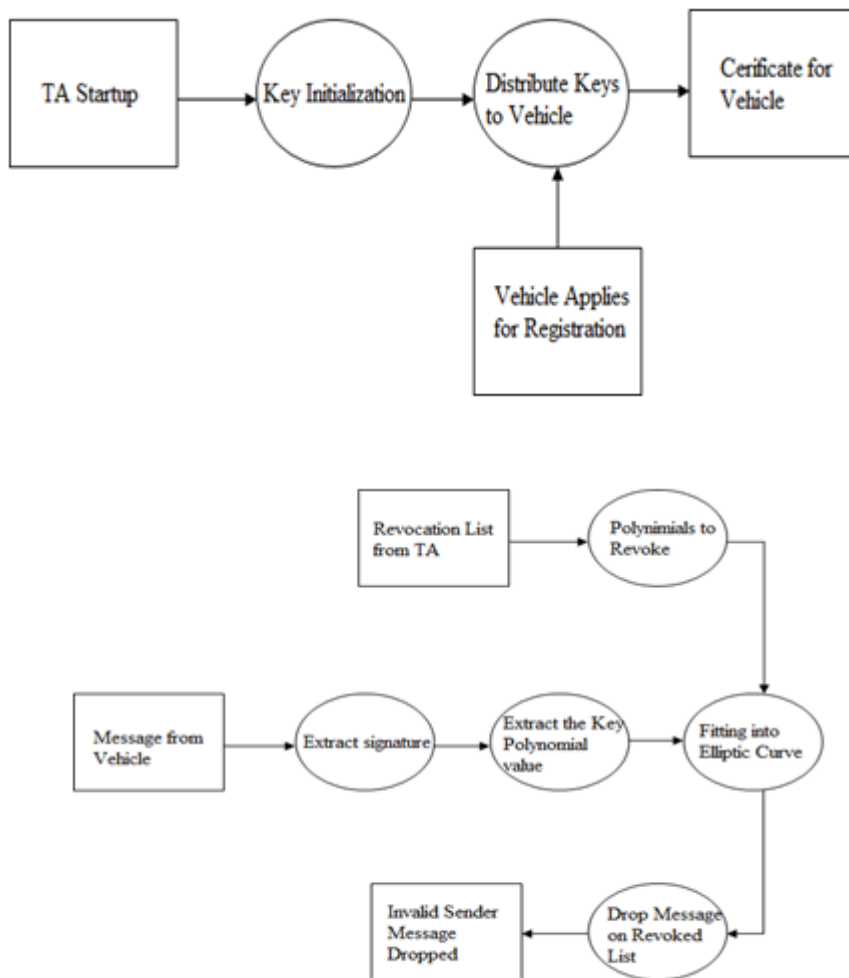 TA Startup
Key Initialization
Distribute Keys
to Vehicle
Cerificate for
Vehicle
Vehicle Applies
for Registration
Revocation List
from TA
Polynimials to
Revoke
Message from
Vehicle
Extract signature
Extract the Key
Polynomial
value
Fitting into
Elliptic Curve
Invalid Sender
Message
Dropped
Drop Message
on Revoked
List